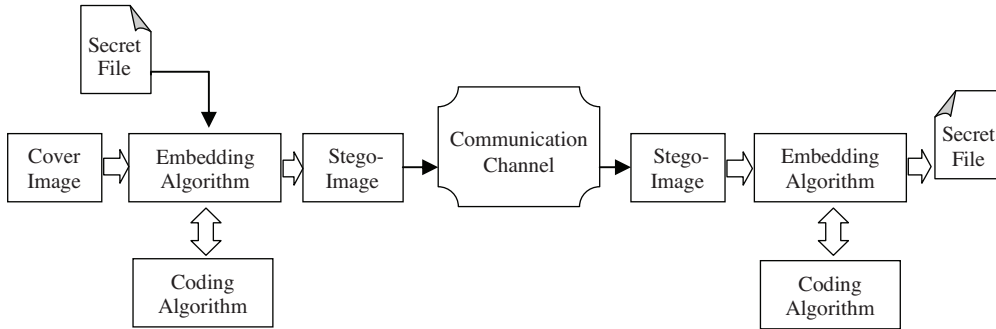 Secret
File
Cover
Image
Embedding
Algorithm
Stego-
Image
Communication
Channel
Stego-
Image
Embedding
Algorithm
Secret
File
Coding
Algorithm
Coding
Algorithm